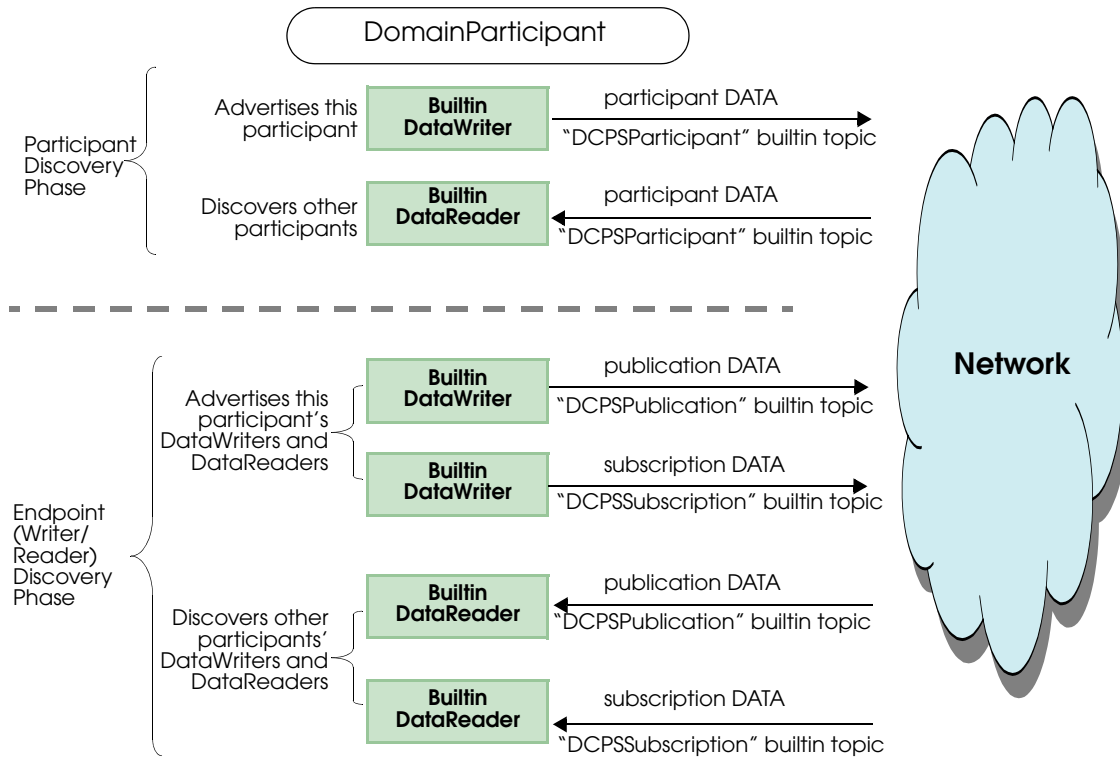 DomainParticipant
Participant
Discovery
Phase
Advertises this
participant
Builtin
DataWriter
participant DATA
“DCPSParticipant” builtin topic
Discovers other
participants
Builtin
DataReader
participant DATA
“DCPSParticipant” builtin topic
Network
Endpoint
(Writer/
Reader)
Discovery
Phase
Advertises this
participant’s
DataWriters and
DataReaders
Builtin
DataWriter
publication DATA
“DCPSPublication” builtin topic
Builtin
DataWriter
subscription DATA
“DCPSSubscription” builtin topic
Discovers other
participants’
DataWriters and
DataReaders
Builtin
DataReader
publication DATA
“DCPSPublication” builtin topic
Builtin
DataReader
subscription DATA
“DCPSSubscription” builtin topic